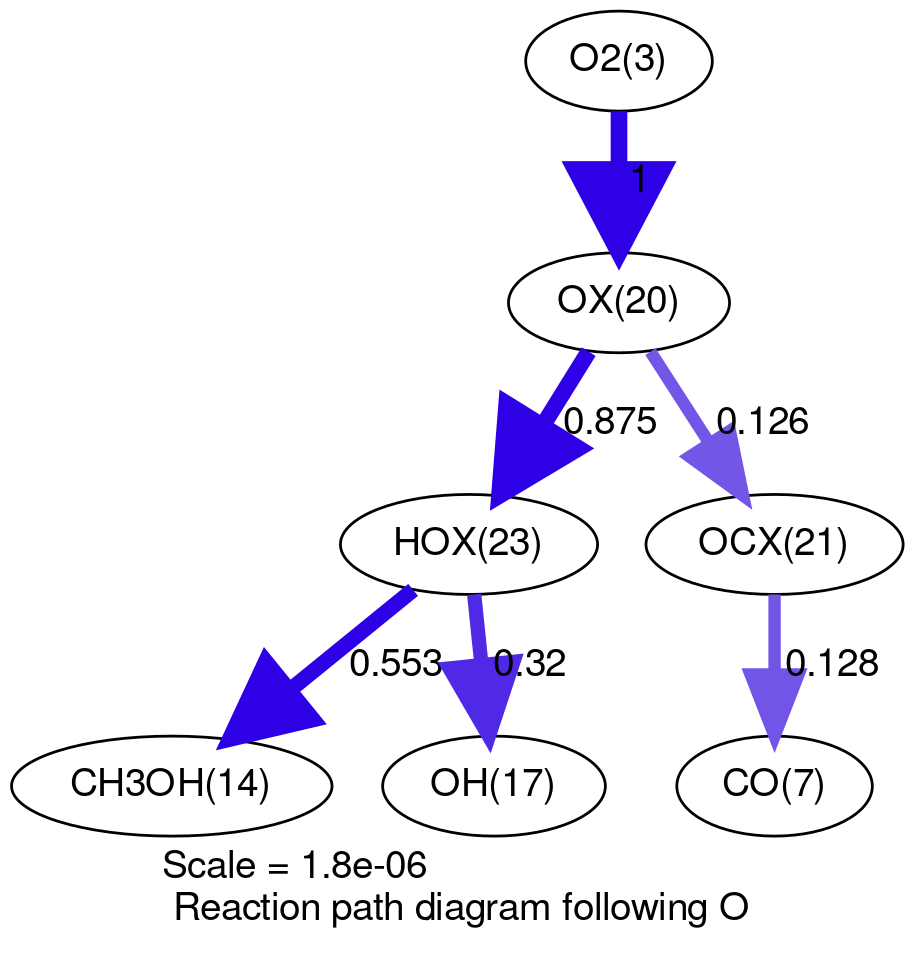 O2(3)
1
OX(20)
0.875
0.126
HOX(23)
OCX(21)
0.553
0.32
0.128
CH3OH(14)
OH(17)
CO(7)
Scale = 1.8e-06
Reaction path diagram following O